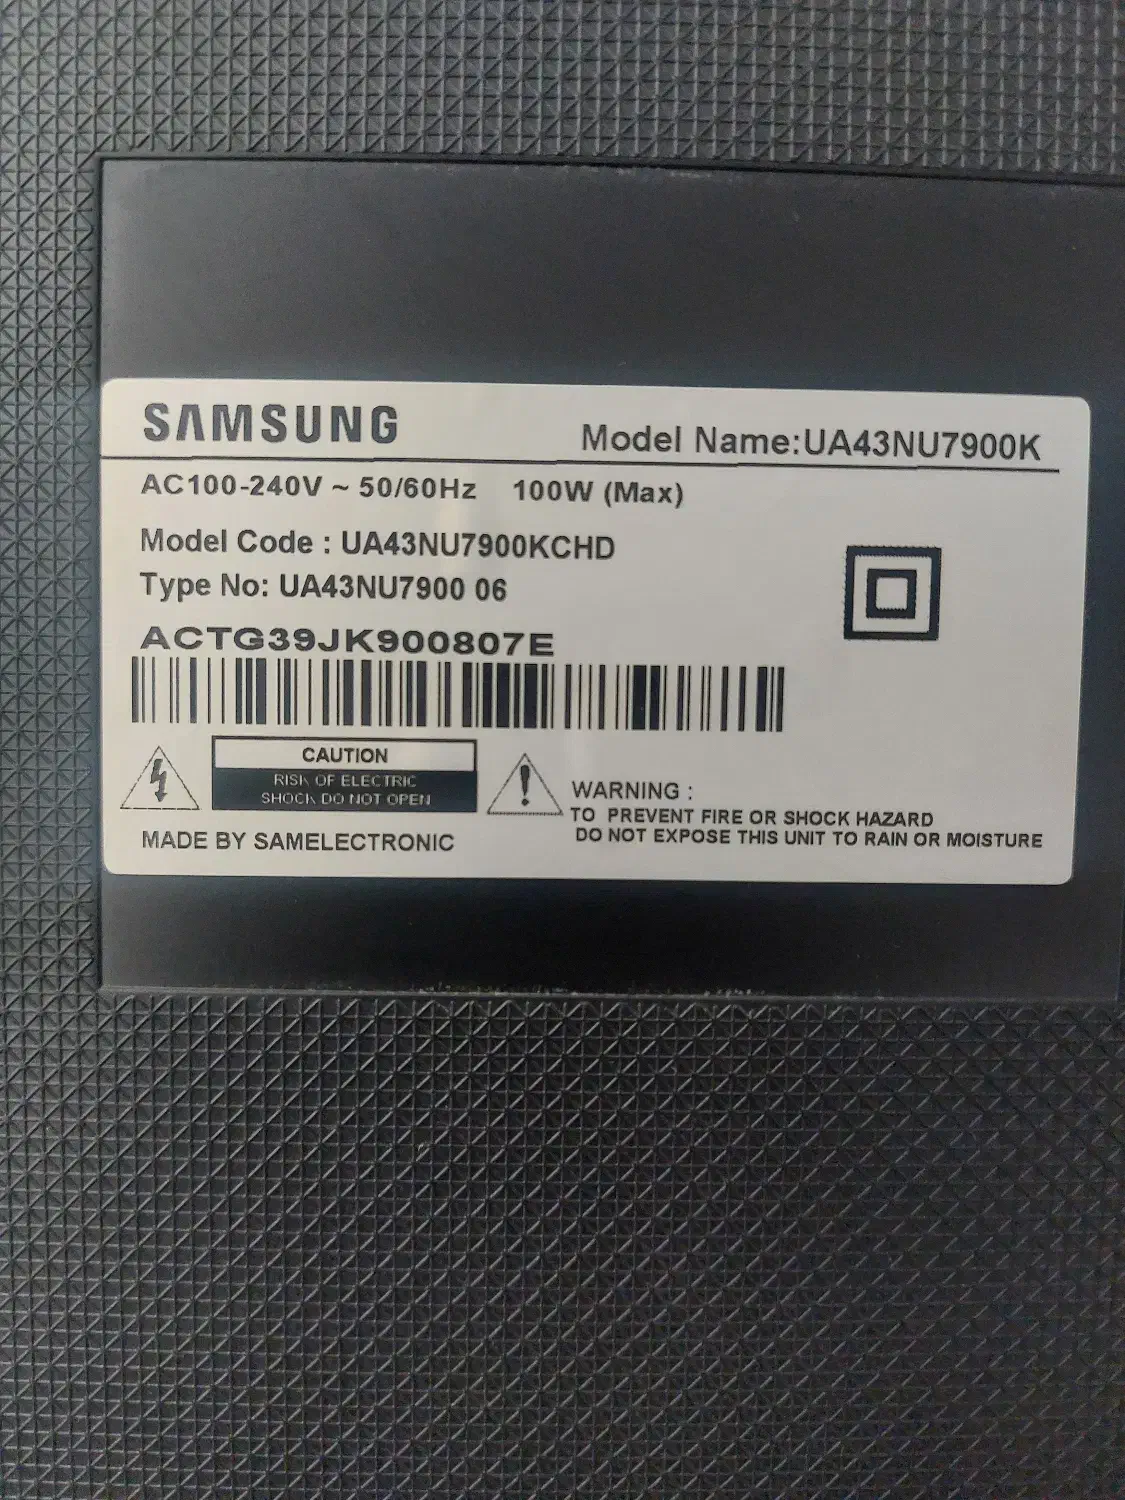 SAMSUNG
Model Name:UA43NU7900K
AC100-240V ~ 50/60Hz 100W (Max)
Model Code : UA43NU7900KCHD
Type No: UA43NU7900 06
ACTG39JK900807E
CAUTION
RISK OF ELECTRIC
SHOCK DO NOT OPEN
WARNING :
TO PREVENT FIRE OR SHOCK HAZARD
DO NOT EXPOSE THIS UNIT TO RAIN OR MOISTURE
MADE BY SAMELECTRONIC